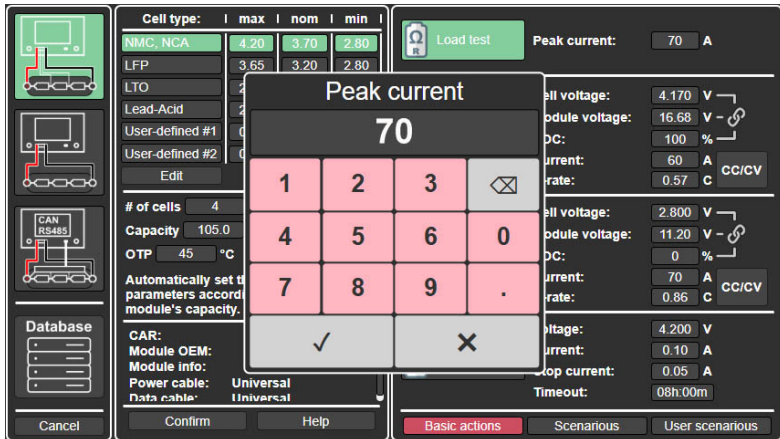 CAN
RS485
Database
Cancel
Cell type: max nom min
NMC, NCA 4.20 3.70 2.80
LFP 3.65 3.20 2.80
LTO
Lead-Acid
User-defined #1
User-defined #2
Edit
# of cells 4
Capacity 105.0
OTP 45 °C
Automatically set
parameters
module's capacity.
CAR:
Module OEM:
Module info:
Power cable: Universal
Data cable: Universal
Confirm Help
Peak current
70
1 2 3
4 5 6 0
7 8 9 .
Ω
R
Load test Peak current: 70 A
ell voltage: 4.170 V
odule voltage: 16.68 V
OC: 100 %
urrent: 60 A
-rate: 0.57 C
CC/CV
ell voltage: 2.800 V
odule voltage: 11.20 V
OC: 0 %
urrent: 70 A
-rate: 0.86 C
CC/CV
oltage: 4.200 V
urrent: 0.10 A
top current: 0.05 A
Timeout: 08h:00m
Basic actions Scenarious User scenarious